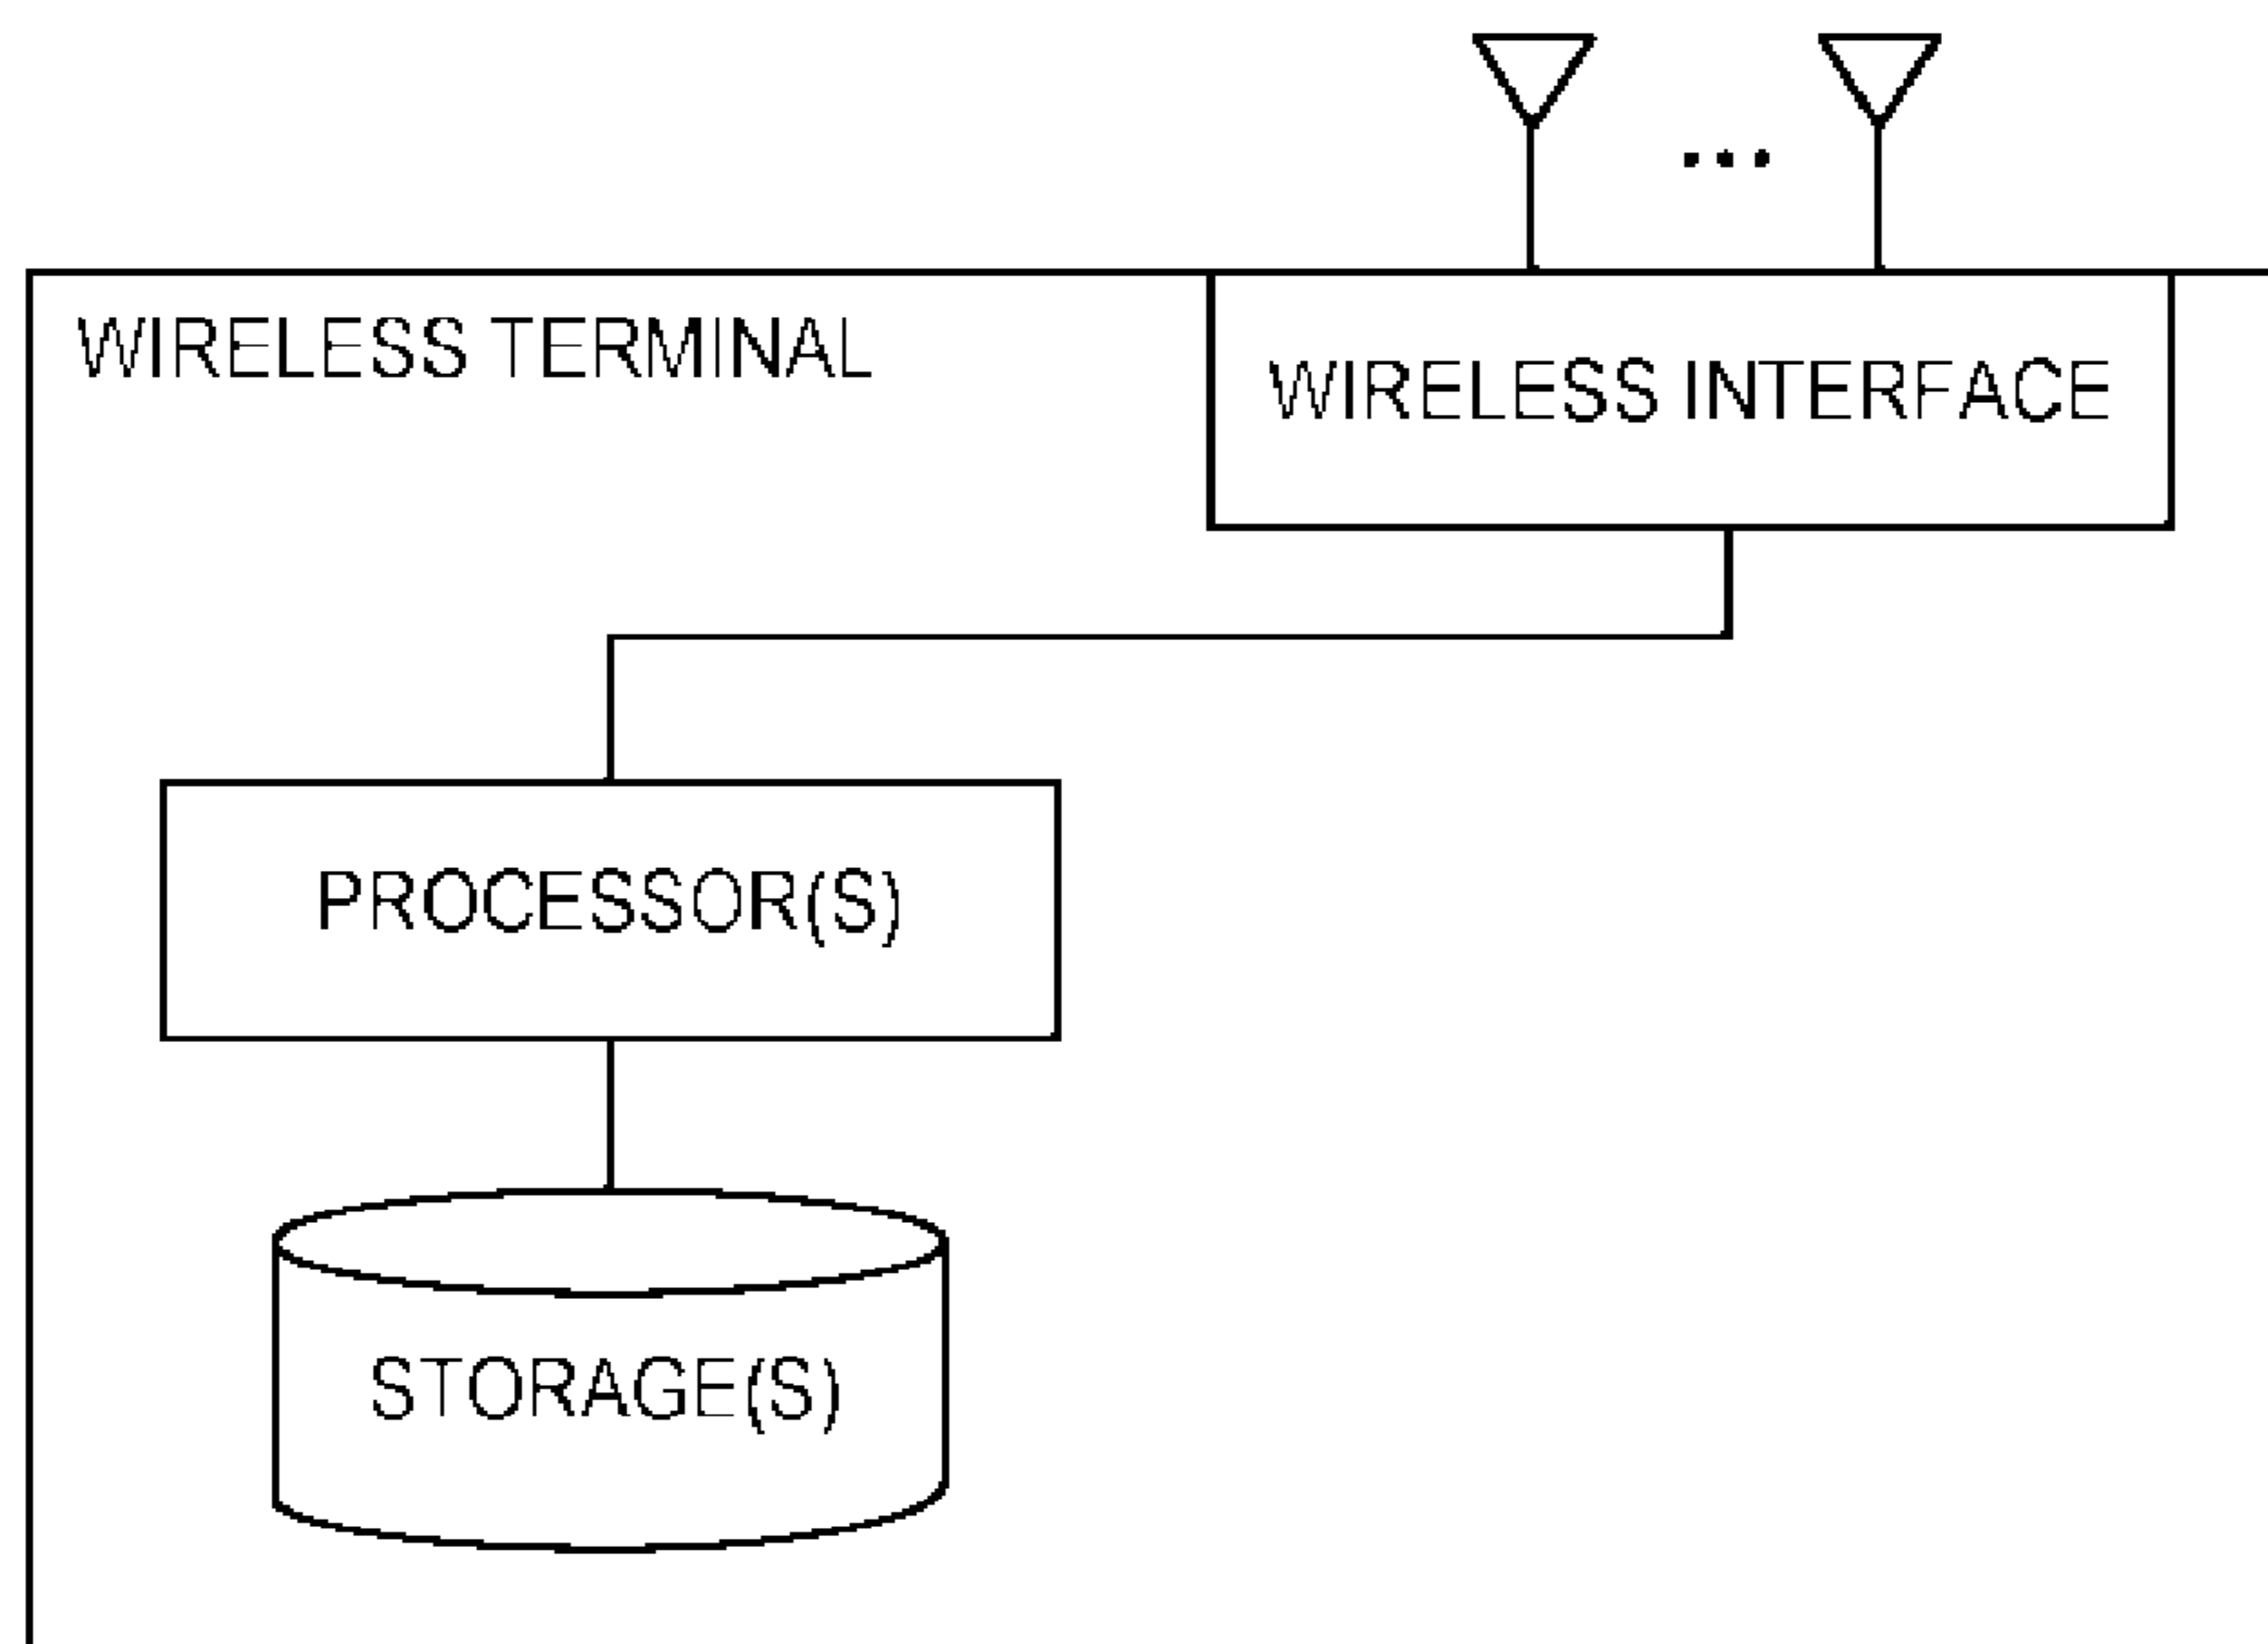 WIRELESS TERMINAL
WIRELESS INTERFACE
PROCESSOR(S)
STORAGE(S)